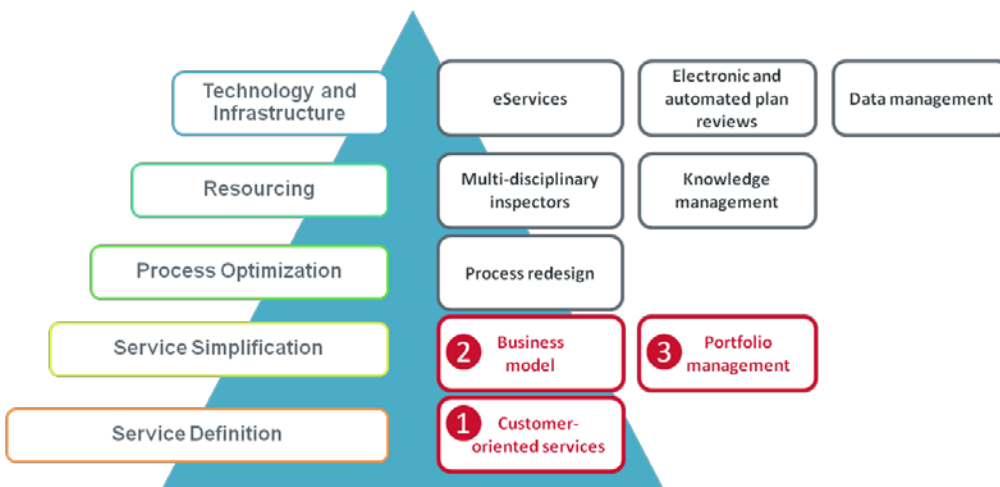 Technology and
Infrastructure
eServices
Electronic and
automated plan
reviews
Data management
Resourcing
Multi-disciplinary
inspectors
Knowledge
management
Process Optimization
Process redesign
Service Simplification
2
Business
model
3
Portfolio
management
Service Definition
1
Customer-
oriented services